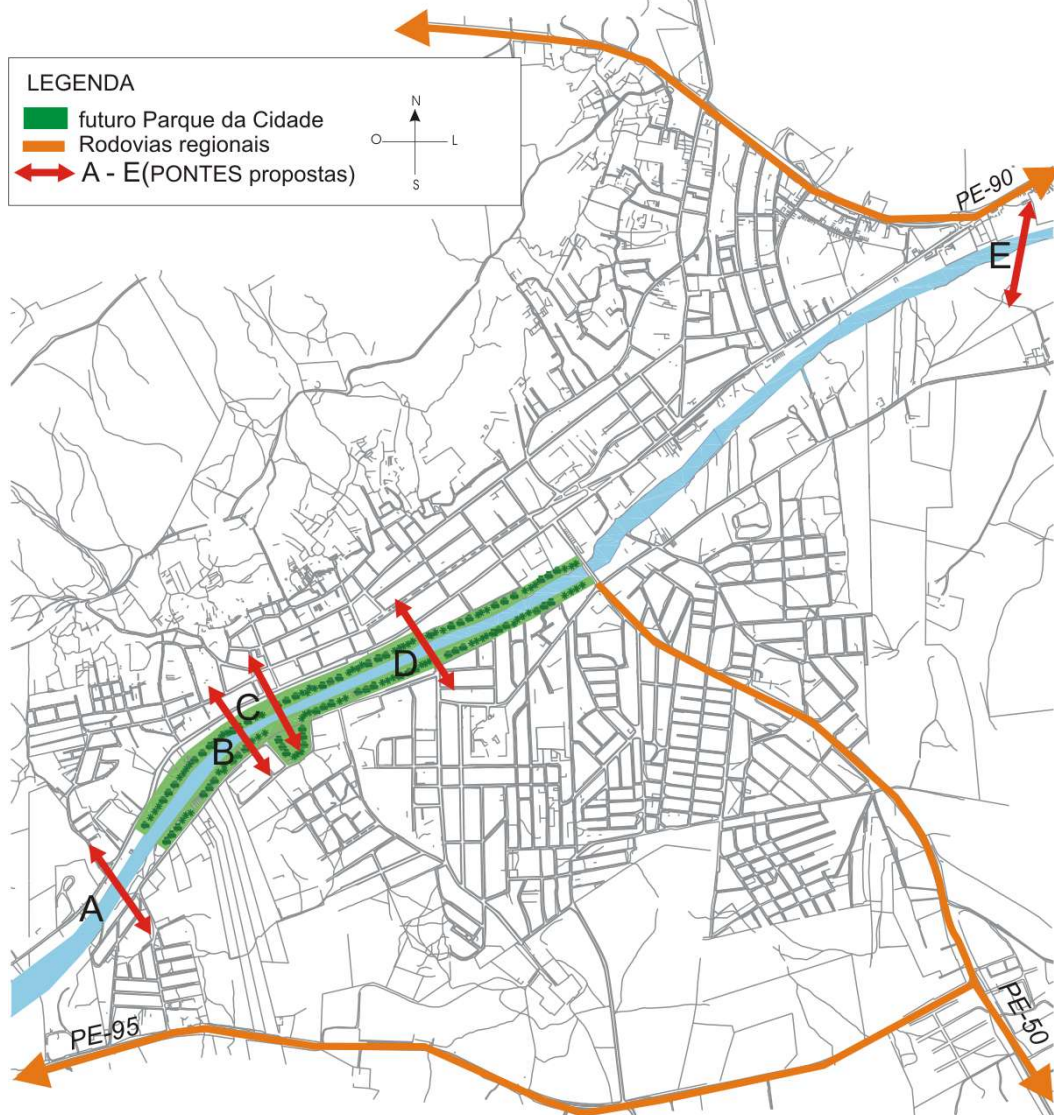 LEGENDA
futuro Parque da Cidade
Rodovias regionais
A - E(PONTES propostas)
N
O
L
S
PE-90
E
D
C
B
A
PE-95
PE-50